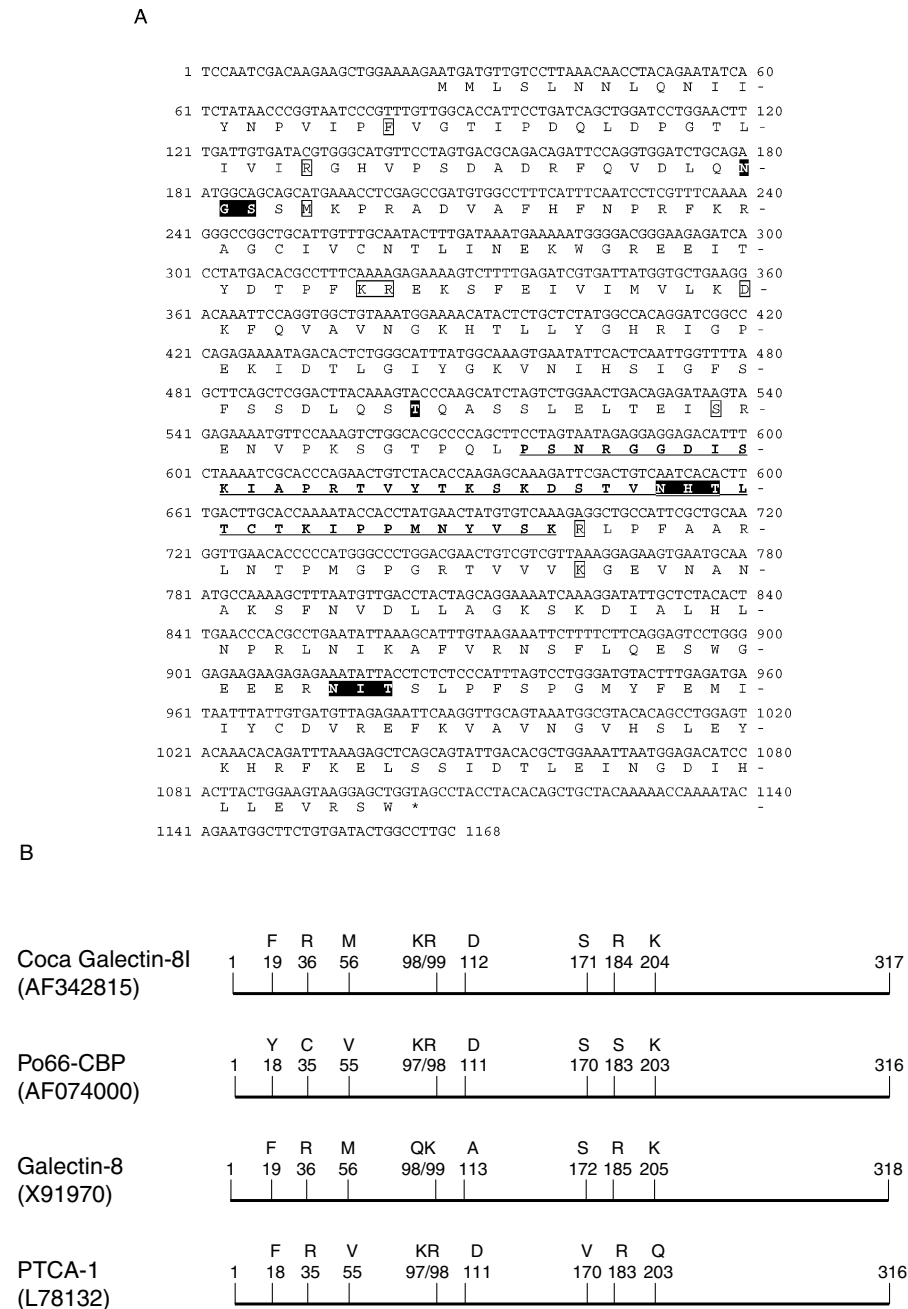 A
1 TCCAATCGACAAGAAGCTGGAAAAGAATGATGTTGTCCTTAAACAACCTACAGAATATCA 60
M M L S L N N L Q N I I -
61 TCTATAACCCGGTAATCCCGTTTGTTGGCACCATTCCTGATCAGCTGGATCCTGGAACTT 120
Y N P V I P F V G T I P D Q L D P G T L -
121 TGATTGTGATACGTGGGCATGTTCCTAGTGACGCAGACAGATTCCAGGTGGATCTGCAGA 180
I V I R G H V P S D A D R F Q V D L Q N -
181 ATGGCAGCAGCATGAAACCTCGAGCCGATGTGGCCTTTCATTTCAATCCTCGTTTCAAAA 240
G S S M K P R A D V A F H F N P R F K R -
241 GGGCCGGCTGCATTGTTTGCAATACTTTGATAAATGAAAAATGGGGACGGGAAGAGATCA 300
A G C I V C N T L I N E K W G R E E I T -
301 CCTATGACACGCCTTTCAAAAGAGAAAAGTCTTTTGAGATCGTGATTATGGTGCTGAAGG 360
Y D T P F K R E K S F E I V I M V L K D -
361 ACAAATTCCAGGTGGCTGTAAATGGAAAACATACTCTGCTCTATGGCCACAGGATCGGCC 420
K F Q V A V N G K H T L L Y G H R I G P -
421 CAGAGAAAATAGACACTCTGGGCATTTATGGCAAAGTGAATATTCACTCAATTGGTTTTA 480
E K I D T L G I Y G K V N I H S I G F S -
481 GCTTCAGCTCGGACTTACAAAGTACCCAAGCATCTAGTCTGGAACTGACAGAGATAAGTA 540
F S S D L Q S T Q A S S L E L T E I S R -
541 GAGAAAATGTTCCAAAGTCTGGCACGCCCCAGCTTCCTAGTAATAGAGGAGGAGACATTT 600
E N V P K S G T P Q L P S N R G G D I S -
601 CTAAAATCGCACCCAGAACTGTCTACACCAAGAGCAAAGATTCGACTGTCAATCACACTT 600
K I A P R T V Y T K S K D S T V N H T L -
661 TGACTTGCACCAAAATACCACCTATGAACTATGTGTCAAAGAGGCTGCCATTCGCTGCAA 720
T C T K I P P M N Y V S K R L P F A A R -
721 GGTTGAACACCCCCATGGGCCCTGGACGAACTGTCGTCGTTAAAGGAGAAGTGAATGCAA 780
L N T P M G P G R T V V V K G E V N A N -
781 ATGCCAAAAGCTTTAATGTTGACCTACTAGCAGGAAAATCAAAGGATATTGCTCTACACT 840
A K S F N V D L L A G K S K D I A L H L -
841 TGAACCCACGCCTGAATATTAAAGCATTTGTAAGAAATTCTTTTCTTCAGGAGTCCTGGG 900
N P R L N I K A F V R N S F L Q E S W G -
901 GAGAAGAAGAGAGAAATATTACCTCTCTCCCATTTAGTCCTGGGATGTACTTTGAGATGA 960
E E E R N I T S L P F S P G M Y F E M I -
961 TAATTTATTGTGATGTTAGAGAATTCAAGGTTGCAGTAAATGGCGTACACAGCCTGGAGT 1020
I Y C D V R E F K V A V N G V H S L E Y -
1021 ACAAACACAGATTTAAAGAGCTCAGCAGTATTGACACGCTGGAAATTAATGGAGACATCC 1080
K H R F K E L S S I D T L E I N G D I H -
1081 ACTTACTGGAAGTAAGGAGCTGGTAGCCTACCTACACAGCTGCTACAAAAACCAAAATAC 1140
L L E V R S W * -
1141 AGAATGGCTTCTGTGATACTGGCCTTGC 1168
B
F R M KR D S R K
Coca Galectin-8I 1 19 36 56 98/99 112 171 184 204 317
(AF342815)
Y C V KR D S S K
Po66-CBP 1 18 35 55 97/98 111 170 183 203 316
(AF074000)
F R M QK A S R K
Galectin-8 1 19 36 56 98/99 113 172 185 205 318
(X91970)
F R V KR D V R Q
PTCA-1 1 18 35 55 97/98 111 170 183 203 316
(L78132)